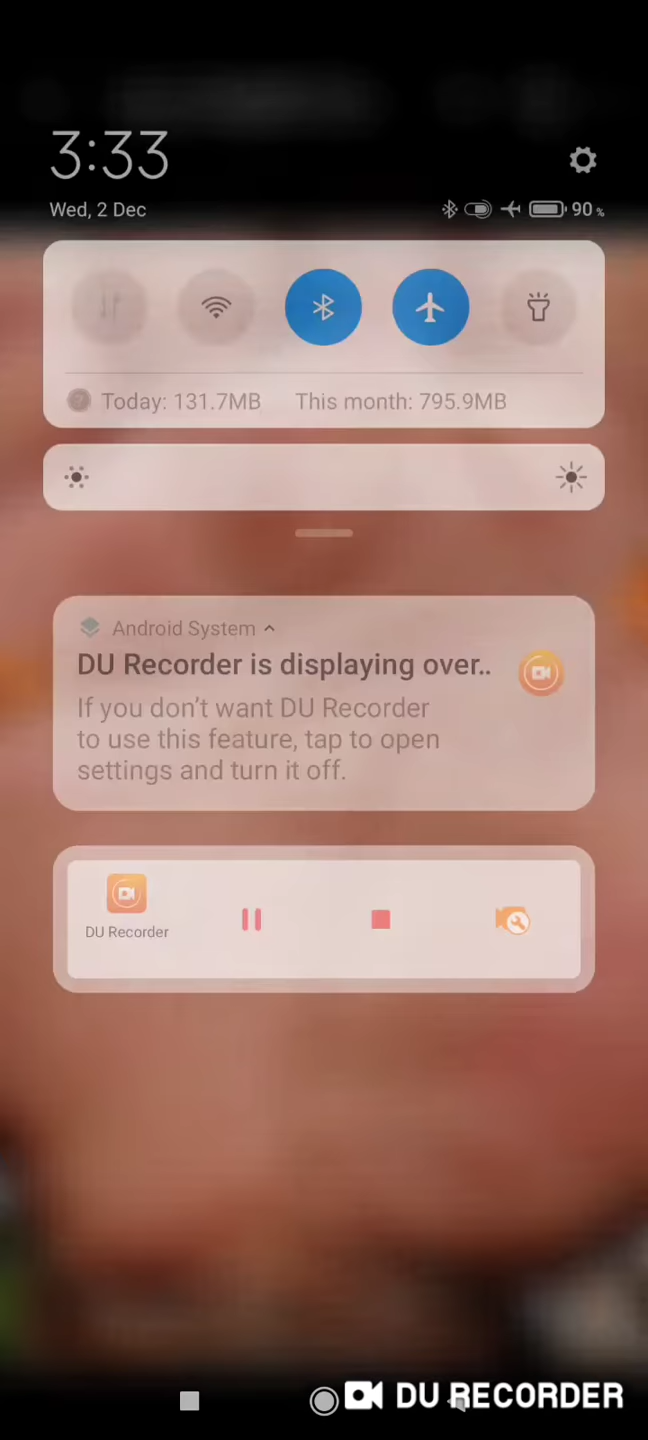 3:33
Wed, 2 Dec
90 %
Today: 131.7MB This month: 795.9MB
Android System
DU Recorder is displaying over..
If you don't want DU Recorder
to use this feature, tap to open
settings and turn it off.
DU Recorder
DU RECORDER